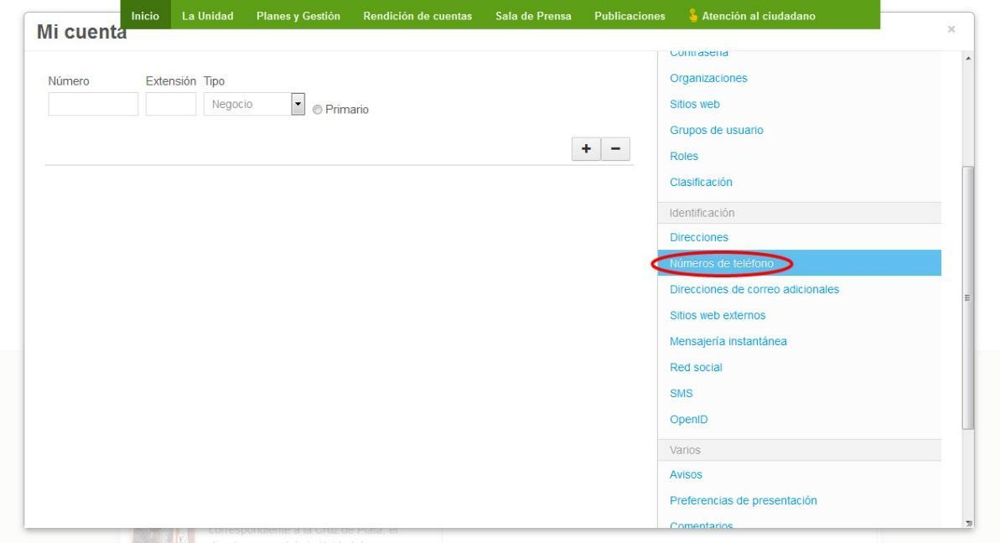 Inicio La Unidad Planes y Gestión Rendición de cuentas Sala de Prensa Publicaciones Atención al ciudadano
Mi cuenta ×
Número Extensión Tipo
Negocio Primario
+ −
Contraseña
Organizaciones
Sitios web
Grupos de usuario
Roles
Clasificación
Identificación
Direcciones
Números de teléfono
Direcciones de correo adicionales
Sitios web externos
Mensajería instantánea
Red social
SMS
OpenID
Varios
Avisos
Preferencias de presentación
Comentarios
correspondiente a la Cruz de Plata, el